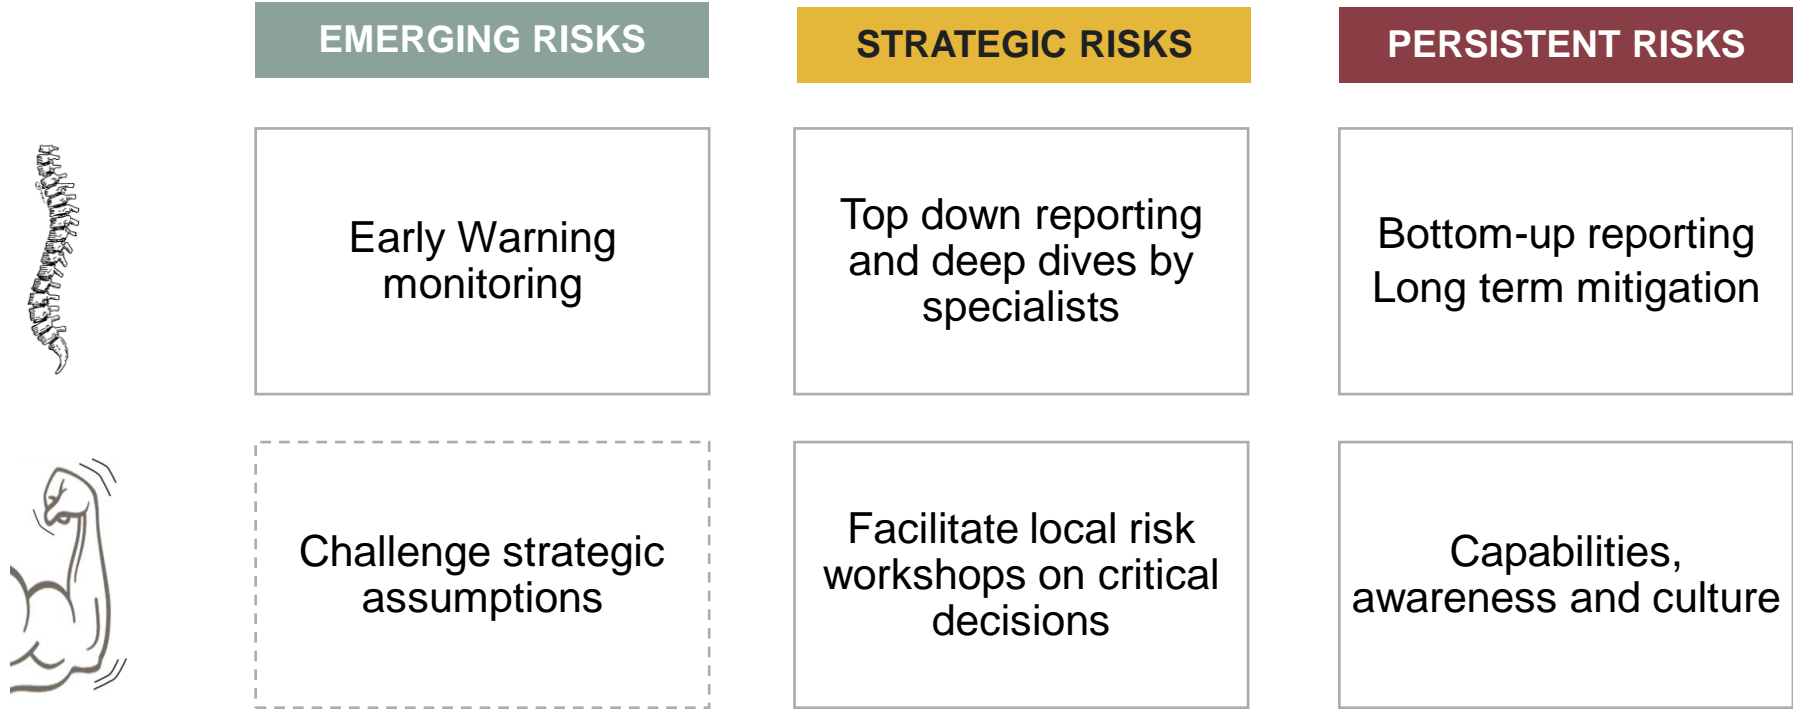 EMERGING RISKS
STRATEGIC RISKS
PERSISTENT RISKS
Early Warning
monitoring
Top down reporting
and deep dives by
specialists
Bottom-up reporting
Long term mitigation
Challenge strategic
assumptions
Facilitate local risk
workshops on critical
decisions
Capabilities,
awareness and culture